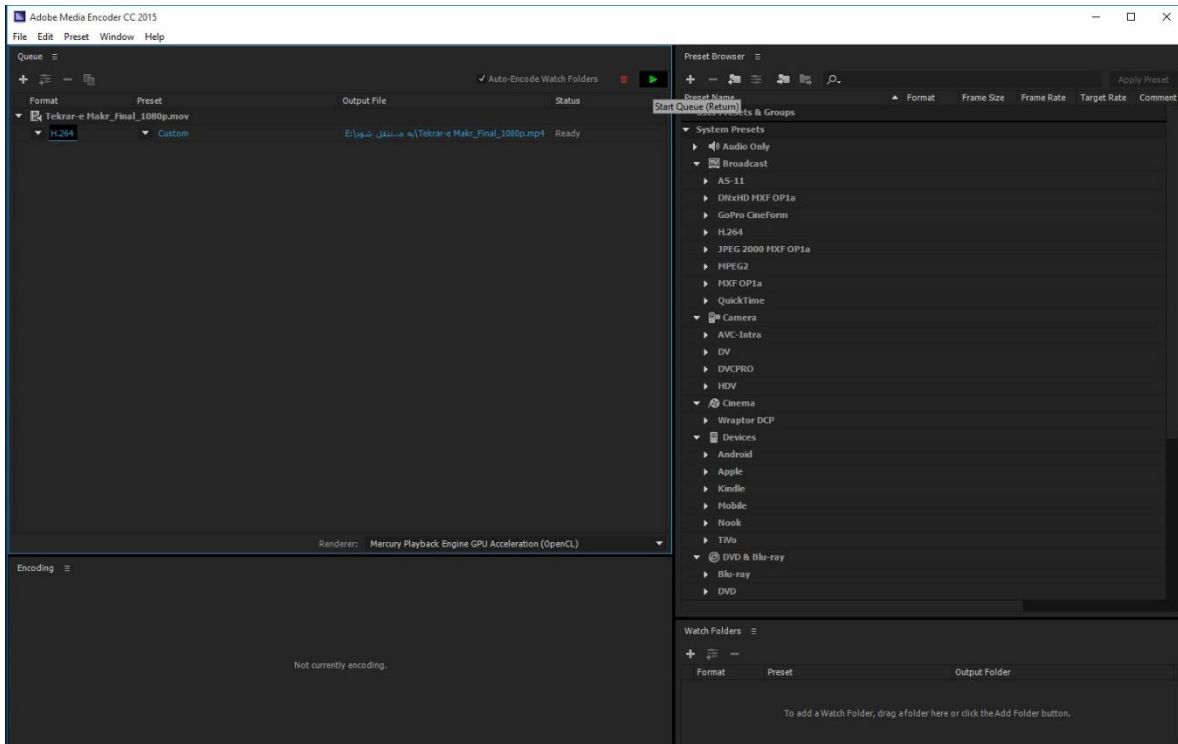 Adobe Media Encoder CC 2015
File Edit Preset Window Help
Queue
Auto-Encode Watch Folders
Format Preset Output File Status
Tekrar-e Makr_Final_1080p.mov
H.264 Custom E:\به مستنقل شود\Tekrar-e Makr_Final_1080p.mp4 Ready
Renderer: Mercury Playback Engine GPU Acceleration (OpenCL)
Encoding
Not currently encoding.
Preset Browser
Apply Preset
Preset Name Format Frame Size Frame Rate Target Rate Comment
Start Queue (Return)
User Presets & Groups
System Presets
Audio Only
Broadcast
AS-11
DNxHD MXF OP1a
GoPro CineForm
H.264
JPEG 2000 MXF OP1a
MPEG2
MXF OP1a
QuickTime
Camera
AVC-Intra
DV
DVCPRO
HDV
Cinema
Wraptor DCP
Devices
Android
Apple
Kindle
Mobile
Nook
TiVo
DVD & Blu-ray
Blu-ray
DVD
Watch Folders
Format Preset Output Folder
To add a Watch Folder, drag a folder here or click the Add Folder button.